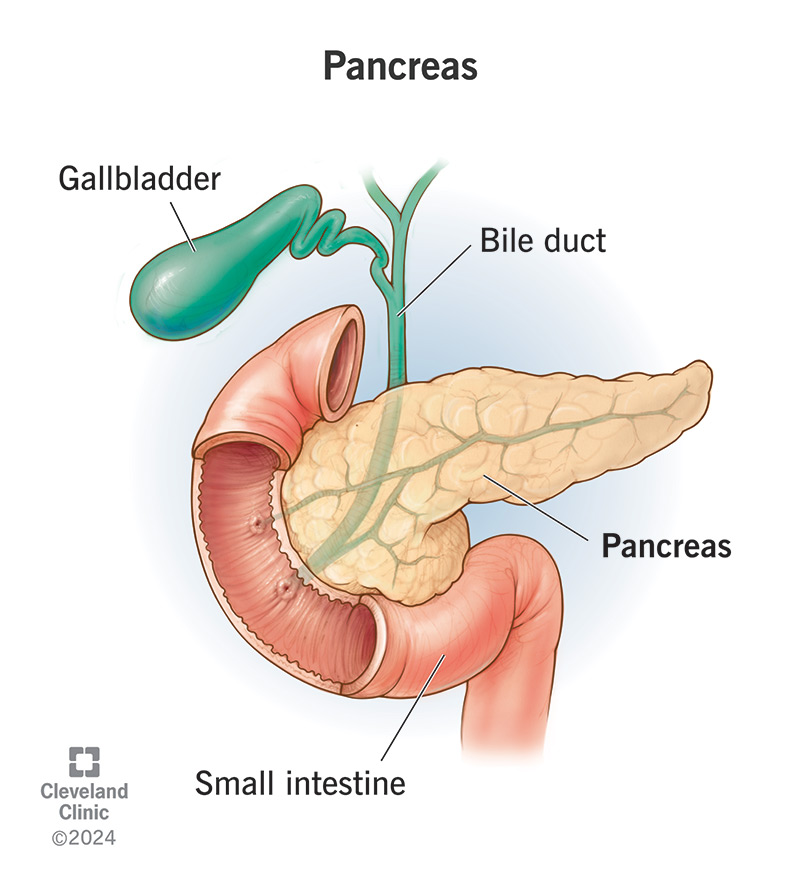 Pancreas
Gallbladder
Bile duct
Pancreas
Small intestine
Cleveland
Clinic
©2024